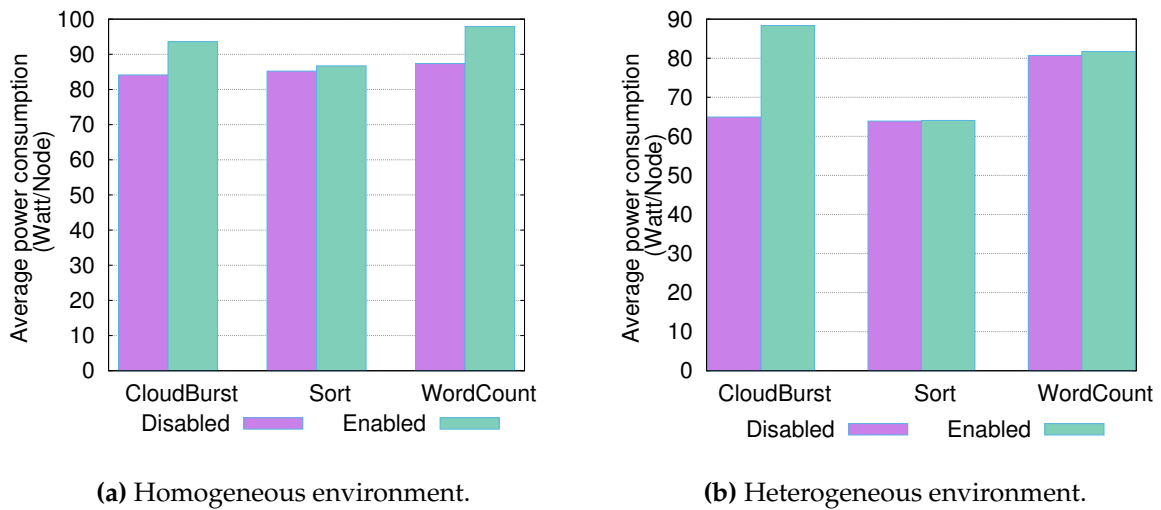 100
90
80
70
60
50
40
30
20
10
0
Average power consumption
(Watt/Node)
CloudBurst Sort WordCount
Disabled Enabled
(a) Homogeneous environment.
90
80
70
60
50
40
30
20
10
0
Average power consumption
(Watt/Node)
CloudBurst Sort WordCount
Disabled Enabled
(b) Heterogeneous environment.